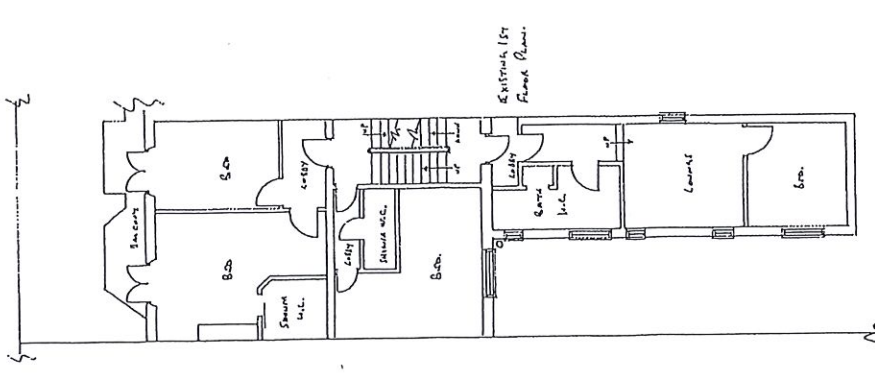 EXISTING 1ST
FLOOR PLAN.
BALCONY
BED
BED
LOBBY
SHOWER
W.C.
LOBBY
SHOWER W.C.
BED.
UP
DOWN
UP
LOBBY
BATH
W.C.
UP
LOUNGE
BED.